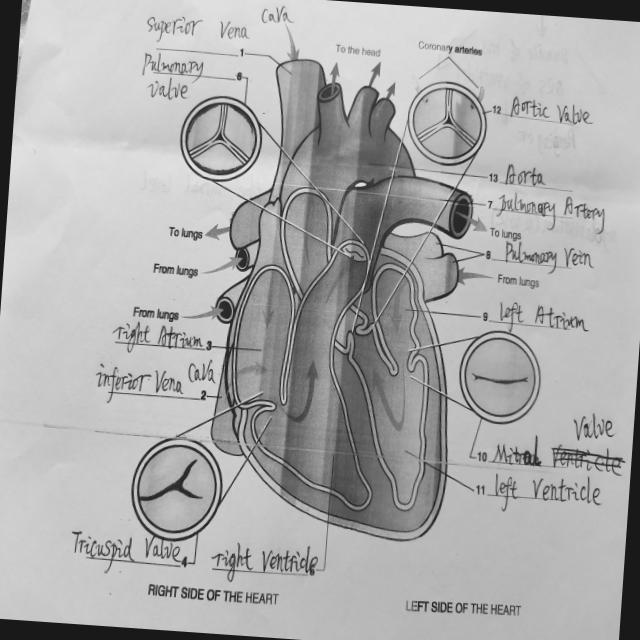 Superior Vena Cava
1
Pulmonary 6
Valve
To the head
Coronary arteries
12 Aortic Valve
13 Aorta
7 Pulmonary Artery
To lungs
To lungs
8 Pulmonary Vein
From lungs
From lungs
From lungs
9 left Atrium
right Atrium 3
inferior Vena Cava
2
Valve
10 Mitral Ventricle
11 left Ventricle
Tricuspid Valve 4
right Ventricle 5
RIGHT SIDE OF THE HEART
LEFT SIDE OF THE HEART